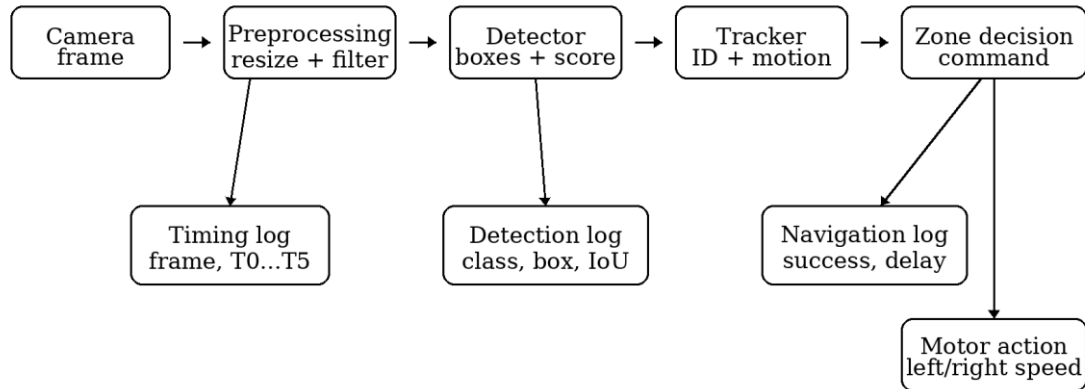 Camera
frame
Preprocessing
resize + filter
Detector
boxes + score
Tracker
ID + motion
Zone decision
command
Timing log
frame, T0...T5
Detection log
class, box, IoU
Navigation log
success, delay
Motor action
left/right speed